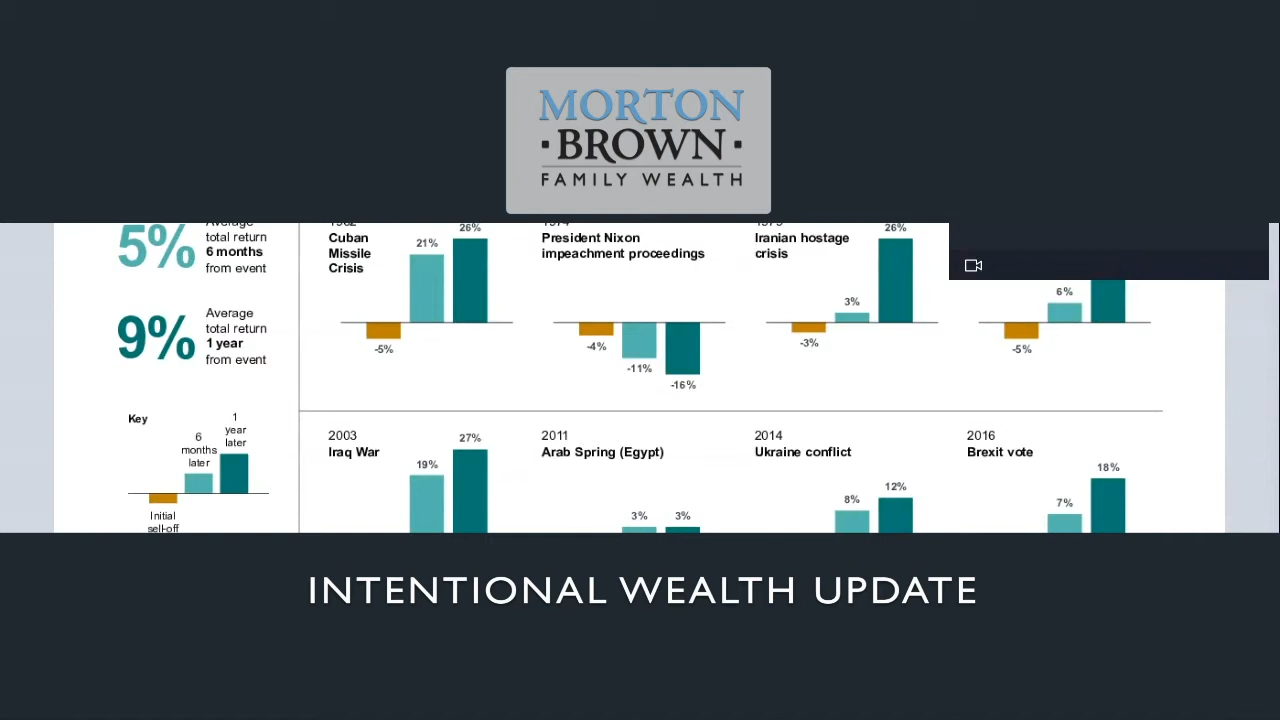 MORTON
·BROWN·
FAMILY WEALTH
5%
Average
total return
6 months
from event
9%
Average
total return
1 year
from event
Key
6
months
later
1
year
later
Initial
sell-off
1962
Cuban
Missile
Crisis
21%
26%
-5%
President Nixon
impeachment proceedings
-4%
-11%
-16%
Iranian hostage
crisis
3%
26%
-3%
6%
-5%
2003
Iraq War
19%
27%
2011
Arab Spring (Egypt)
3%
3%
2014
Ukraine conflict
8%
12%
2016
Brexit vote
7%
18%
INTENTIONAL WEALTH UPDATE